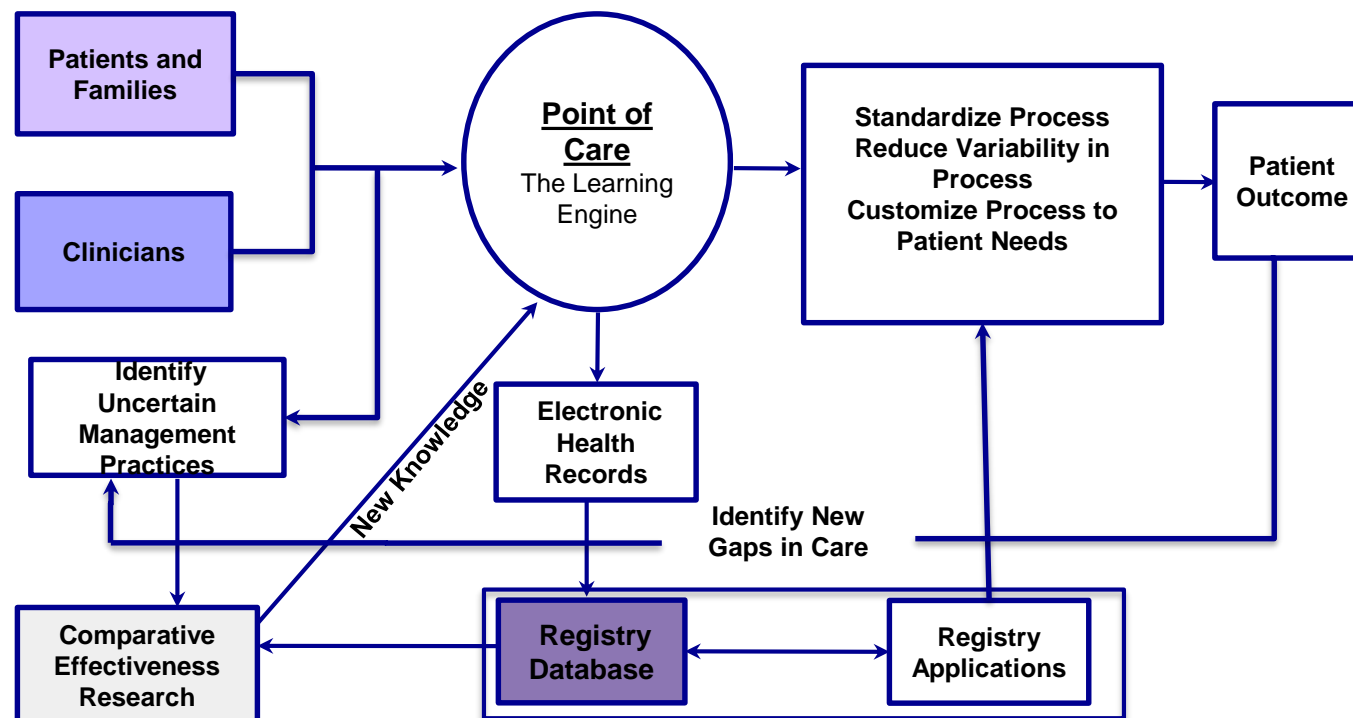 Patients and
Families
Clinicians
Point of
Care
The Learning
Engine
Standardize Process
Reduce Variability in
Process
Customize Process to
Patient Needs
Patient
Outcome
Identify
Uncertain
Management
Practices
New Knowledge
Electronic
Health
Records
Identify New
Gaps in Care
Comparative
Effectiveness
Research
Registry
Database
Registry
Applications